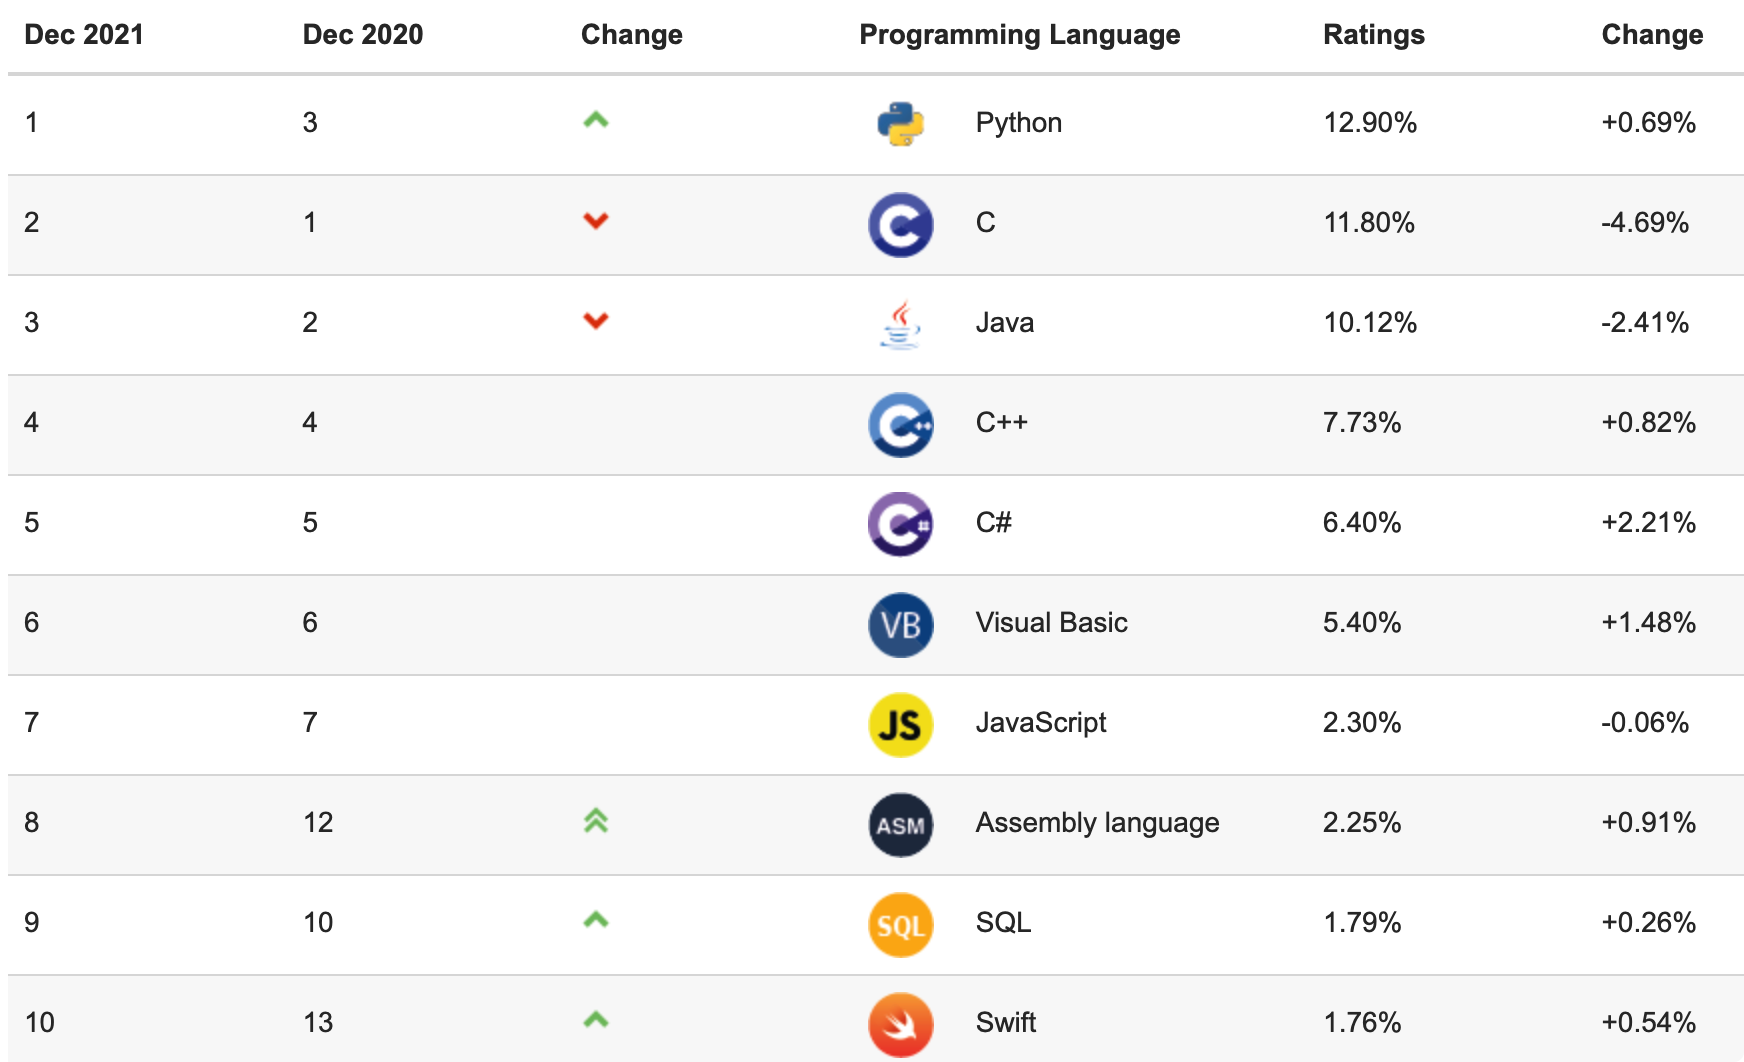 Dec 2021 Dec 2020 Change Programming Language Ratings Change
1 3 Python 12.90% +0.69%
2 1 C 11.80% -4.69%
3 2 Java 10.12% -2.41%
4 4 C++ 7.73% +0.82%
5 5 C# 6.40% +2.21%
6 6 VB Visual Basic 5.40% +1.48%
7 7 JS JavaScript 2.30% -0.06%
8 12 ASM Assembly language 2.25% +0.91%
9 10 SQL SQL 1.79% +0.26%
10 13 Swift 1.76% +0.54%